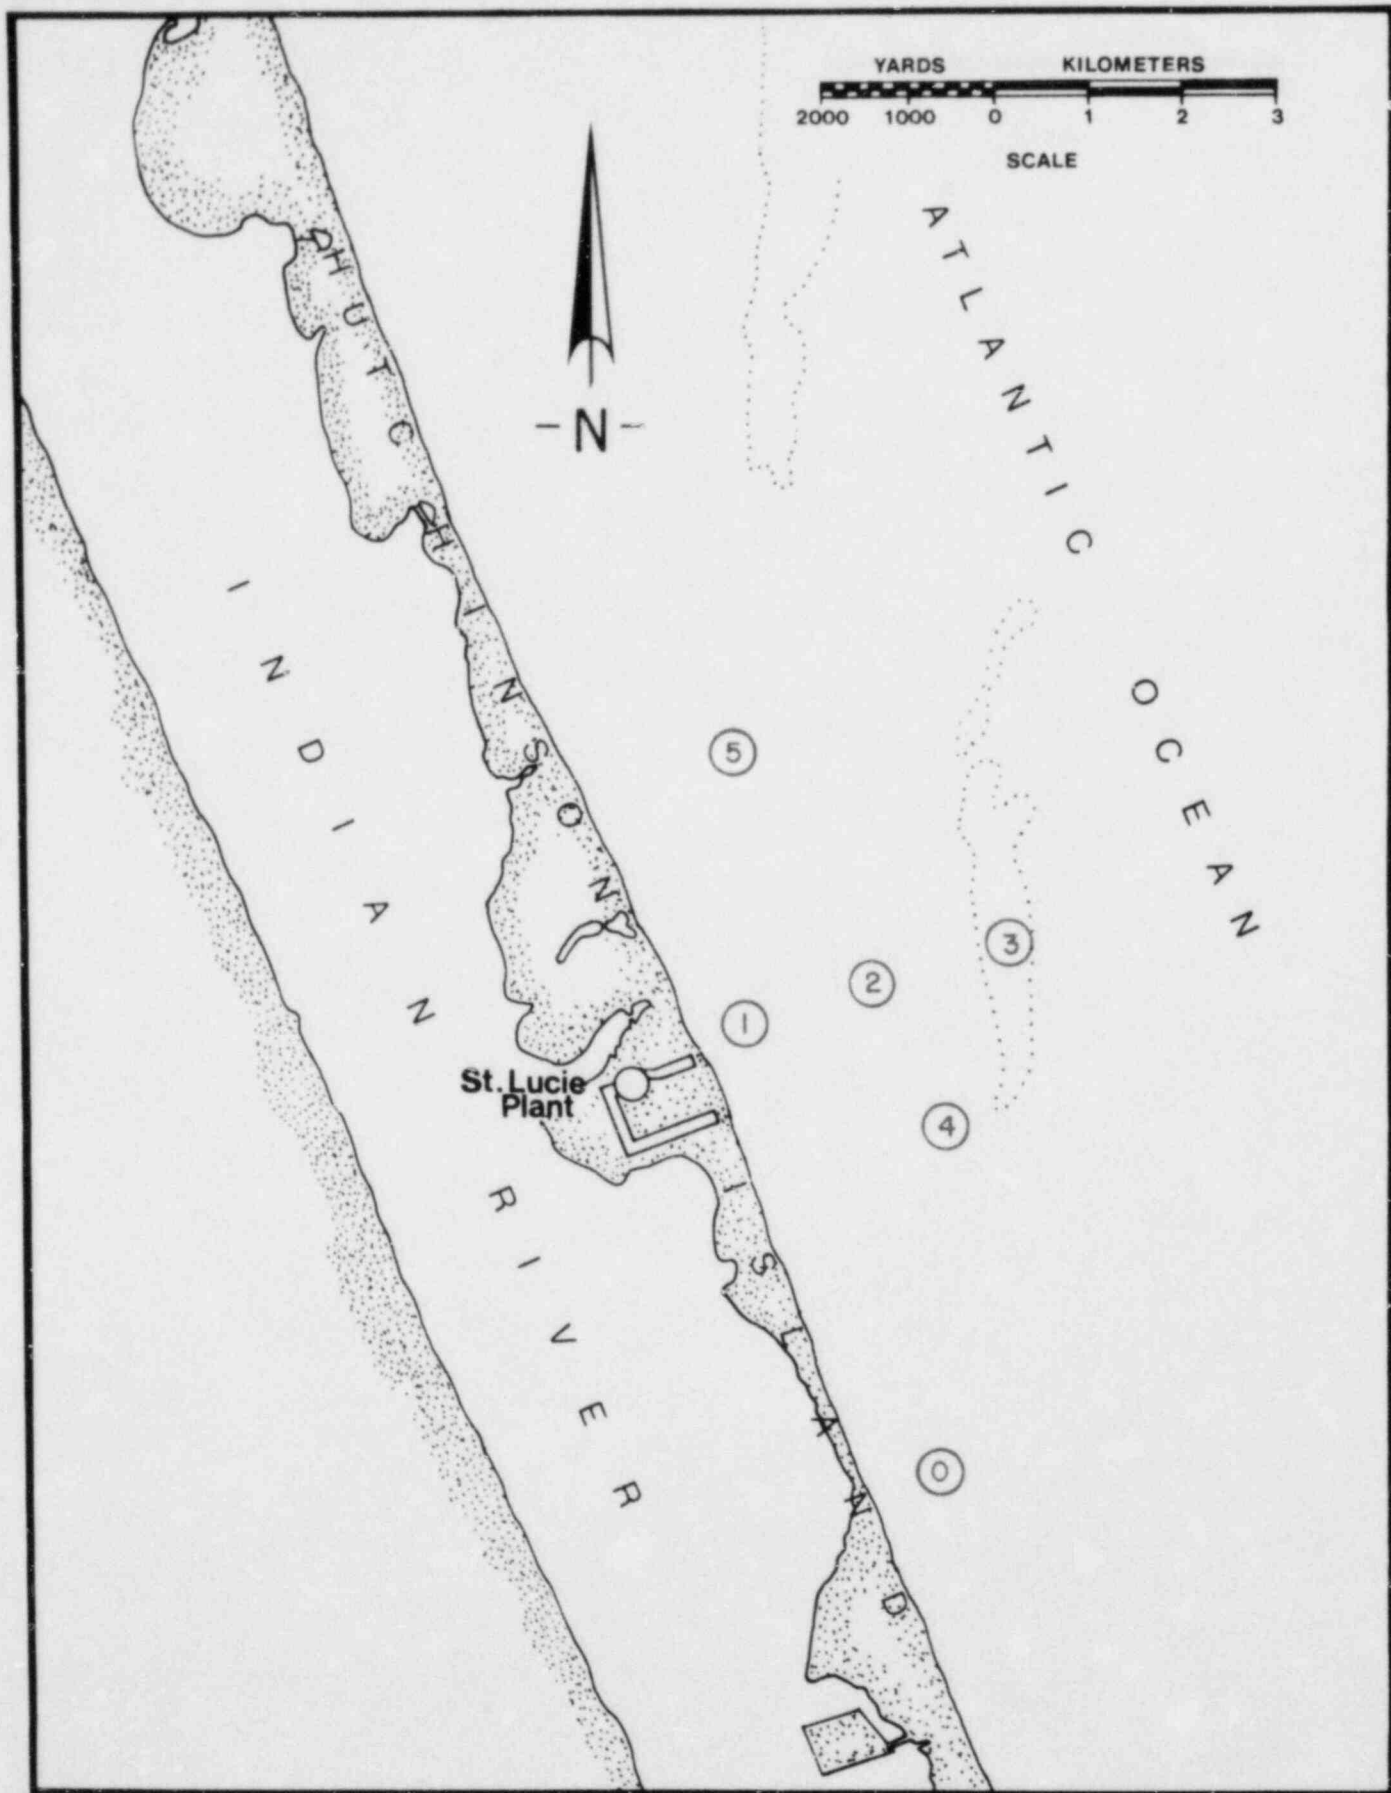 YARDS KILOMETERS
2000 1000 0 1 2 3
SCALE
N
ATLANTIC OCEAN
HUTCHINSON ISLAND
INDIAN RIVER
St. Lucie
Plant
5
3
2
1
4
0